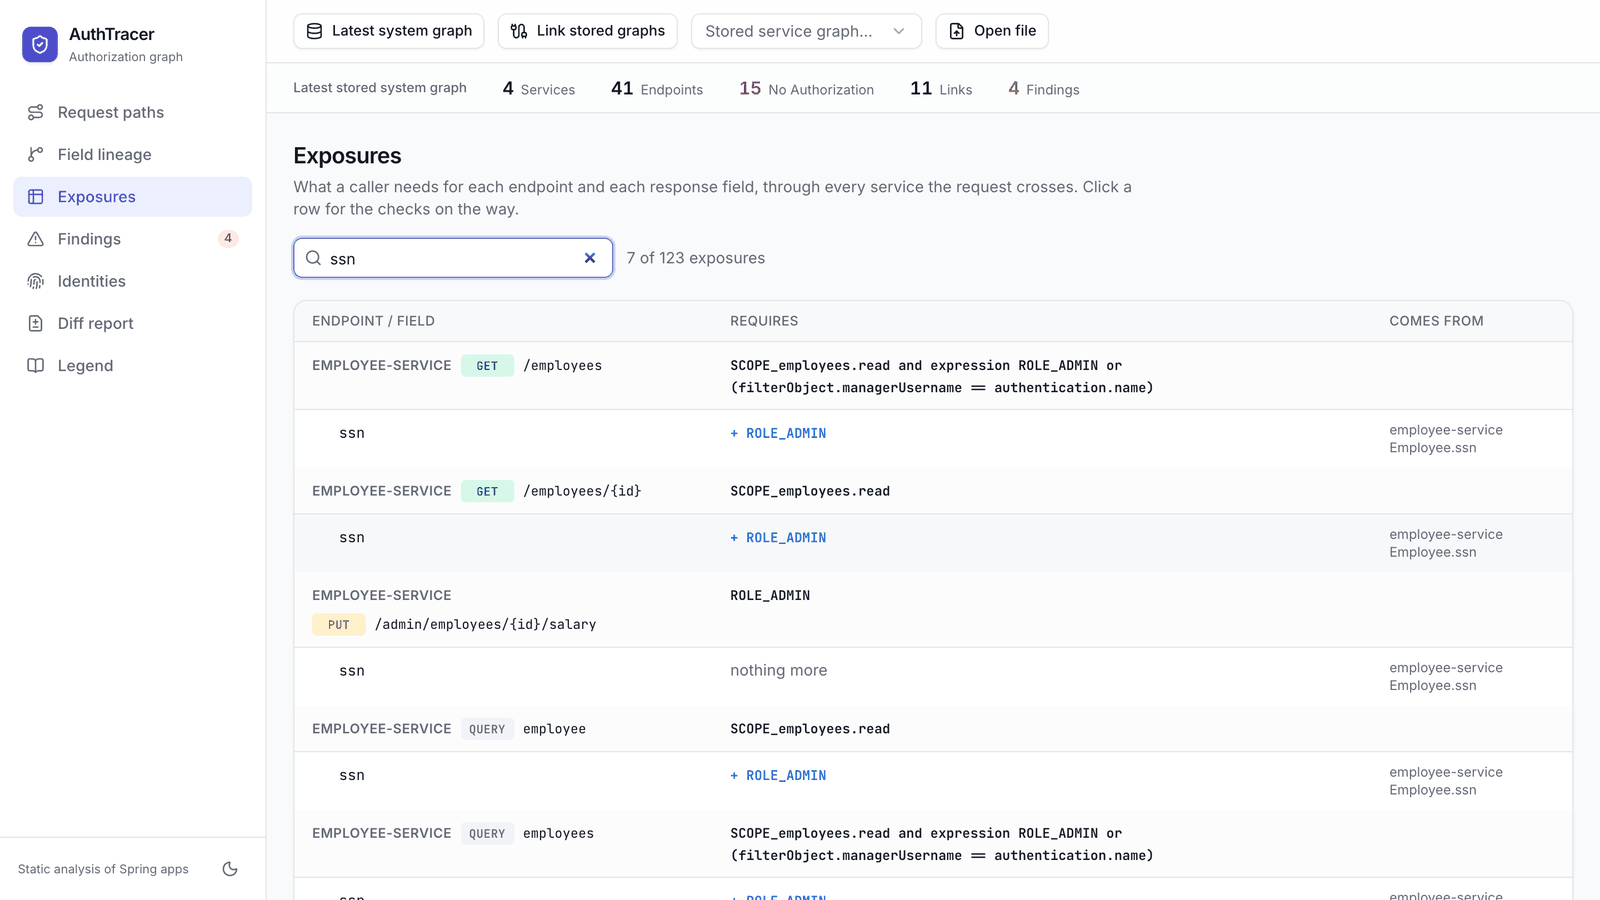 AuthTracer
Authorization graph
Request paths
Field lineage
Exposures
Findings 4
Identities
Diff report
Legend
Static analysis of Spring apps
Latest system graph
Link stored graphs
Stored service graph...
Open file
Latest stored system graph
4 Services
41 Endpoints
15 No Authorization
11 Links
4 Findings
Exposures
What a caller needs for each endpoint and each response field, through every service the request crosses. Click a
row for the checks on the way.
ssn
7 of 123 exposures
ENDPOINT / FIELD REQUIRES COMES FROM
EMPLOYEE-SERVICE GET /employees SCOPE_employees.read and expression ROLE_ADMIN or
(filterObject.managerUsername == authentication.name)
ssn + ROLE_ADMIN employee-service
Employee.ssn
EMPLOYEE-SERVICE GET /employees/{id} SCOPE_employees.read
ssn + ROLE_ADMIN employee-service
Employee.ssn
EMPLOYEE-SERVICE ROLE_ADMIN
PUT /admin/employees/{id}/salary
ssn nothing more employee-service
Employee.ssn
EMPLOYEE-SERVICE QUERY employee SCOPE_employees.read
ssn + ROLE_ADMIN employee-service
Employee.ssn
EMPLOYEE-SERVICE QUERY employees SCOPE_employees.read and expression ROLE_ADMIN or
(filterObject.managerUsername == authentication.name)
ssn + ROLE_ADMIN employee-service